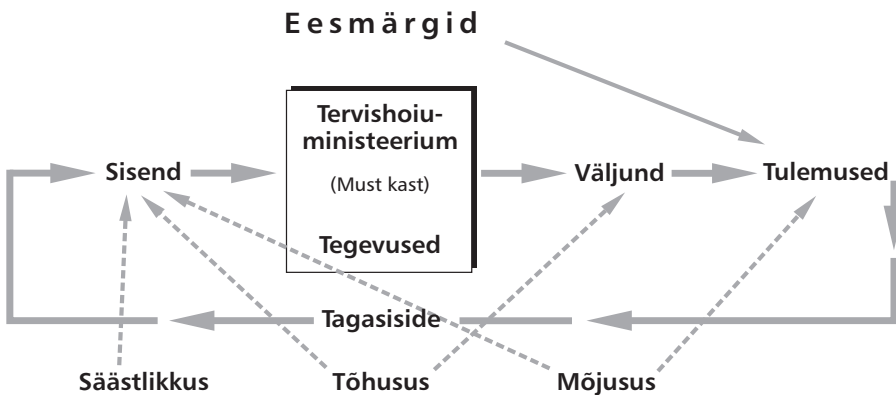 Eesmärgid
Tervishoiu-
ministeerium
(Must kast)
Tegevused
Sisend
Väljund
Tulemused
Tagasiside
Säästlikkus
Tõhusus
Mõjusus